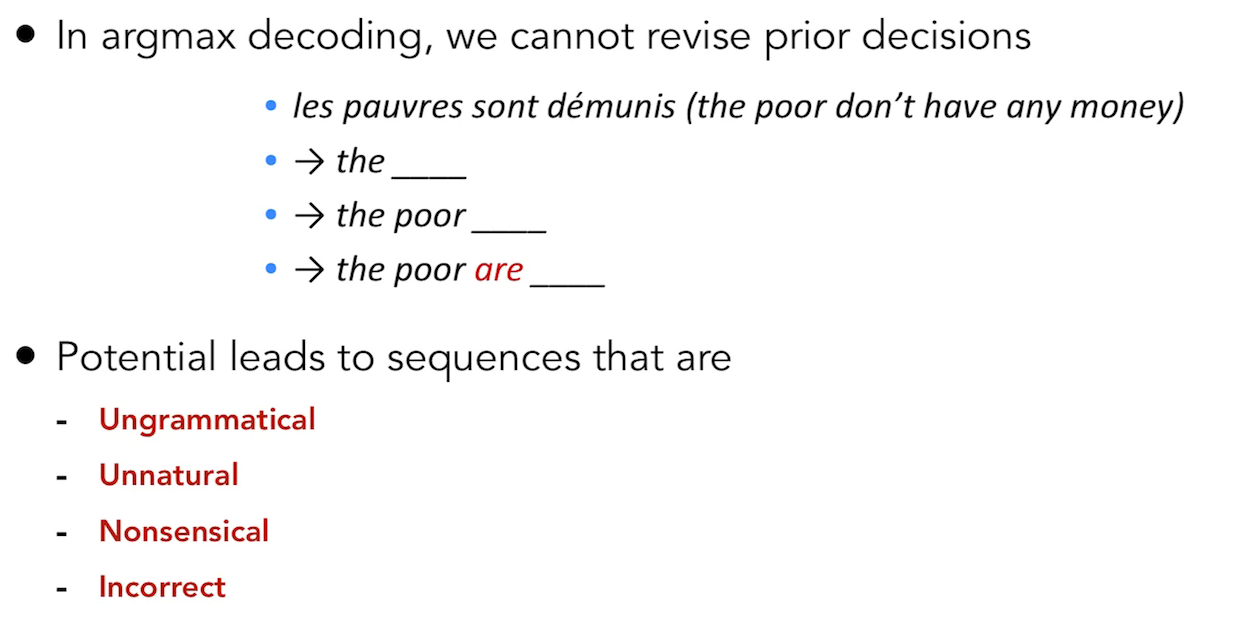 • In argmax decoding, we cannot revise prior decisions
• les pauvres sont démunis (the poor don’t have any money)
• → the ____
• → the poor ____
• → the poor are ____
• Potential leads to sequences that are
- Ungrammatical
- Unnatural
- Nonsensical
- Incorrect